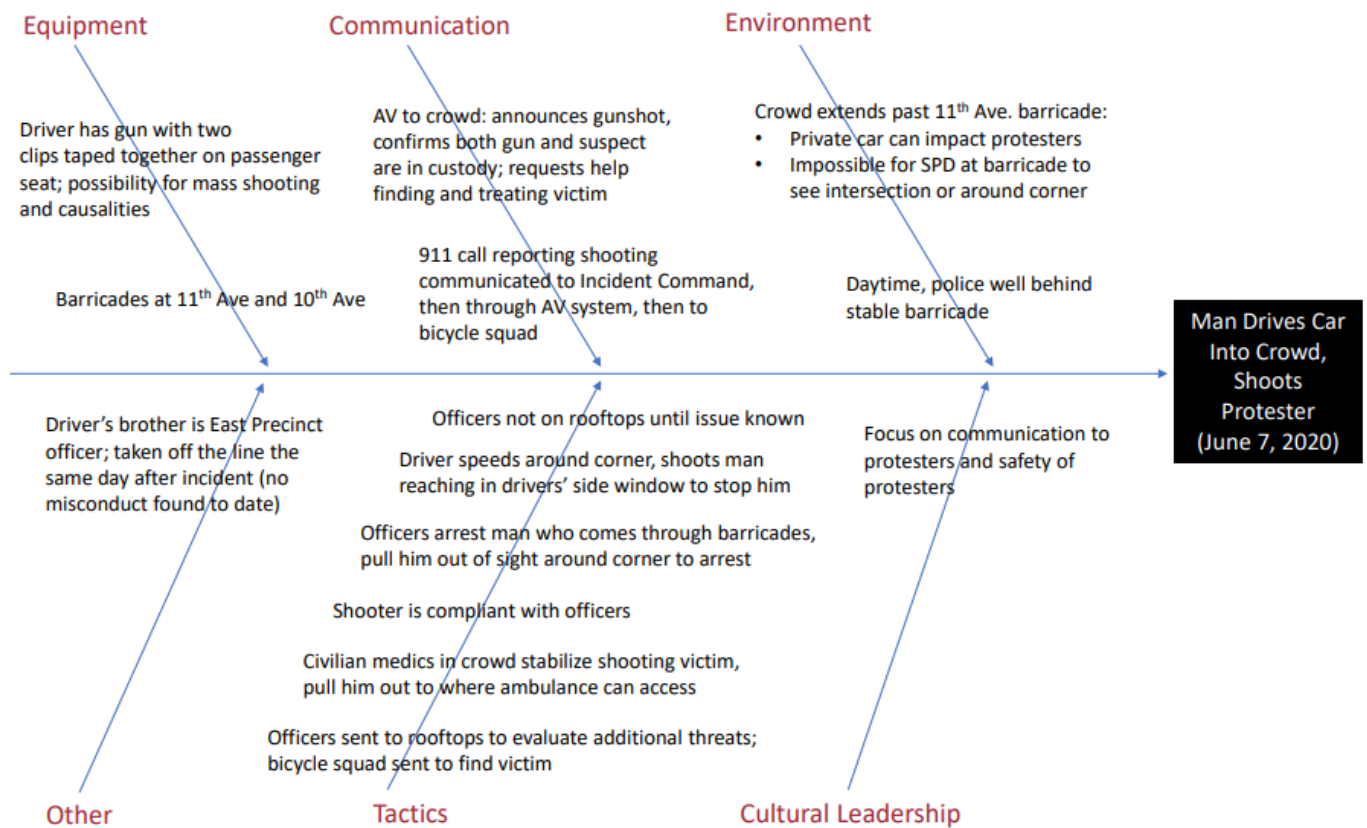 Equipment
Communication
Environment
Driver has gun with two
clips taped together on passenger
seat; possibility for mass shooting
and causalities
Barricades at 11th Ave and 10th Ave
AV to crowd: announces gunshot,
confirms both gun and suspect
are in custody; requests help
finding and treating victim
911 call reporting shooting
communicated to Incident Command,
then through AV system, then to
bicycle squad
Crowd extends past 11th Ave. barricade:
• Private car can impact protesters
• Impossible for SPD at barricade to
see intersection or around corner
Daytime, police well behind
stable barricade
Man Drives Car
Into Crowd,
Shoots
Protester
(June 7, 2020)
Driver's brother is East Precinct
officer; taken off the line the
same day after incident (no
misconduct found to date)
Officers not on rooftops until issue known
Driver speeds around corner, shoots man
reaching in drivers' side window to stop him
Officers arrest man who comes through barricades,
pull him out of sight around corner to arrest
Shooter is compliant with officers
Civilian medics in crowd stabilize shooting victim,
pull him out to where ambulance can access
Officers sent to rooftops to evaluate additional threats;
bicycle squad sent to find victim
Focus on communication to
protesters and safety of
protesters
Other
Tactics
Cultural Leadership